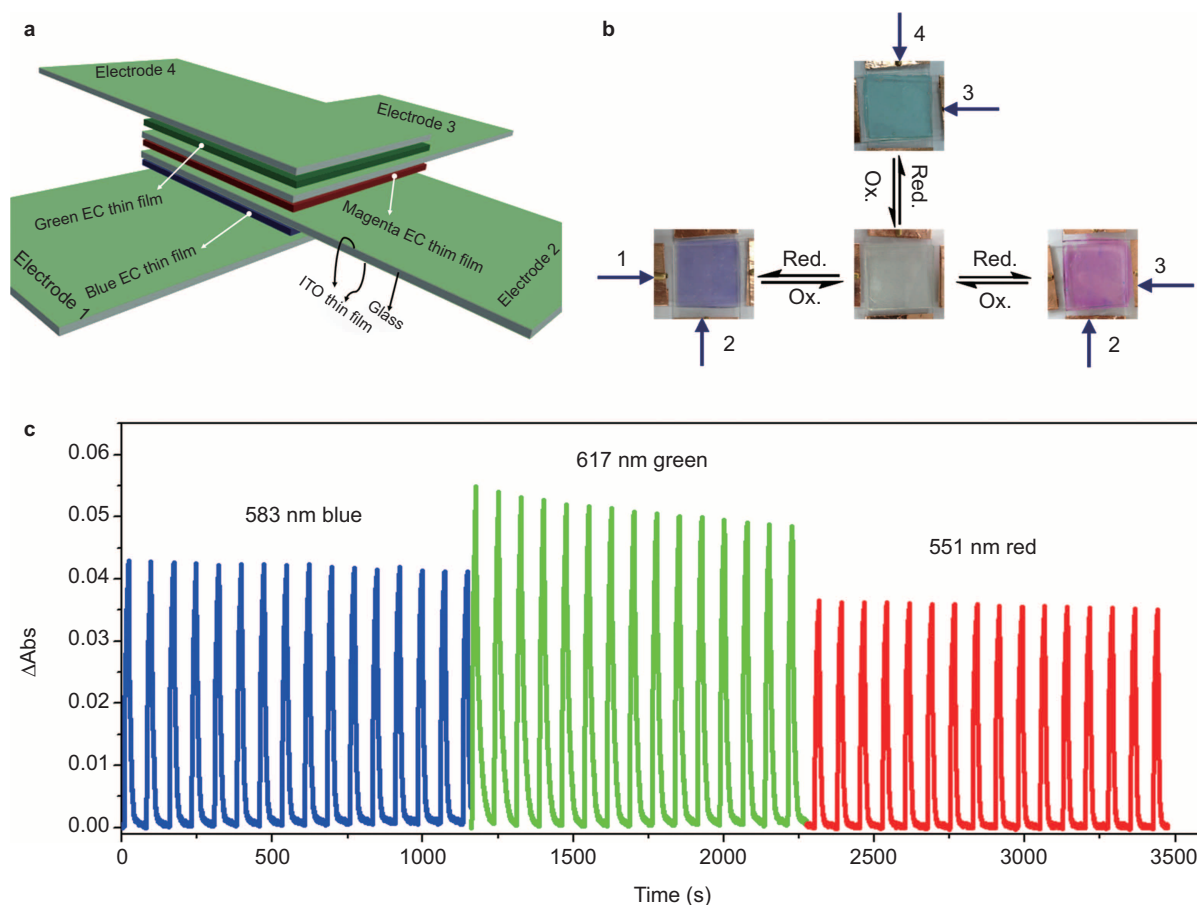 a
Electrode 4
Electrode 3
Green EC thin film
Magenta EC thim film
Blue EC thin film
Electrode 1
Electrode 2
ITO thin film
Glass
b
4
3
Ox.
Red.
1
Red.
Ox.
Red.
Ox.
3
2
2
c
0.06
0.05
0.04
0.03
0.02
0.01
0.00
ΔAbs
583 nm blue
617 nm green
551 nm red
0
500
1000
1500
2000
2500
3000
3500
Time (s)